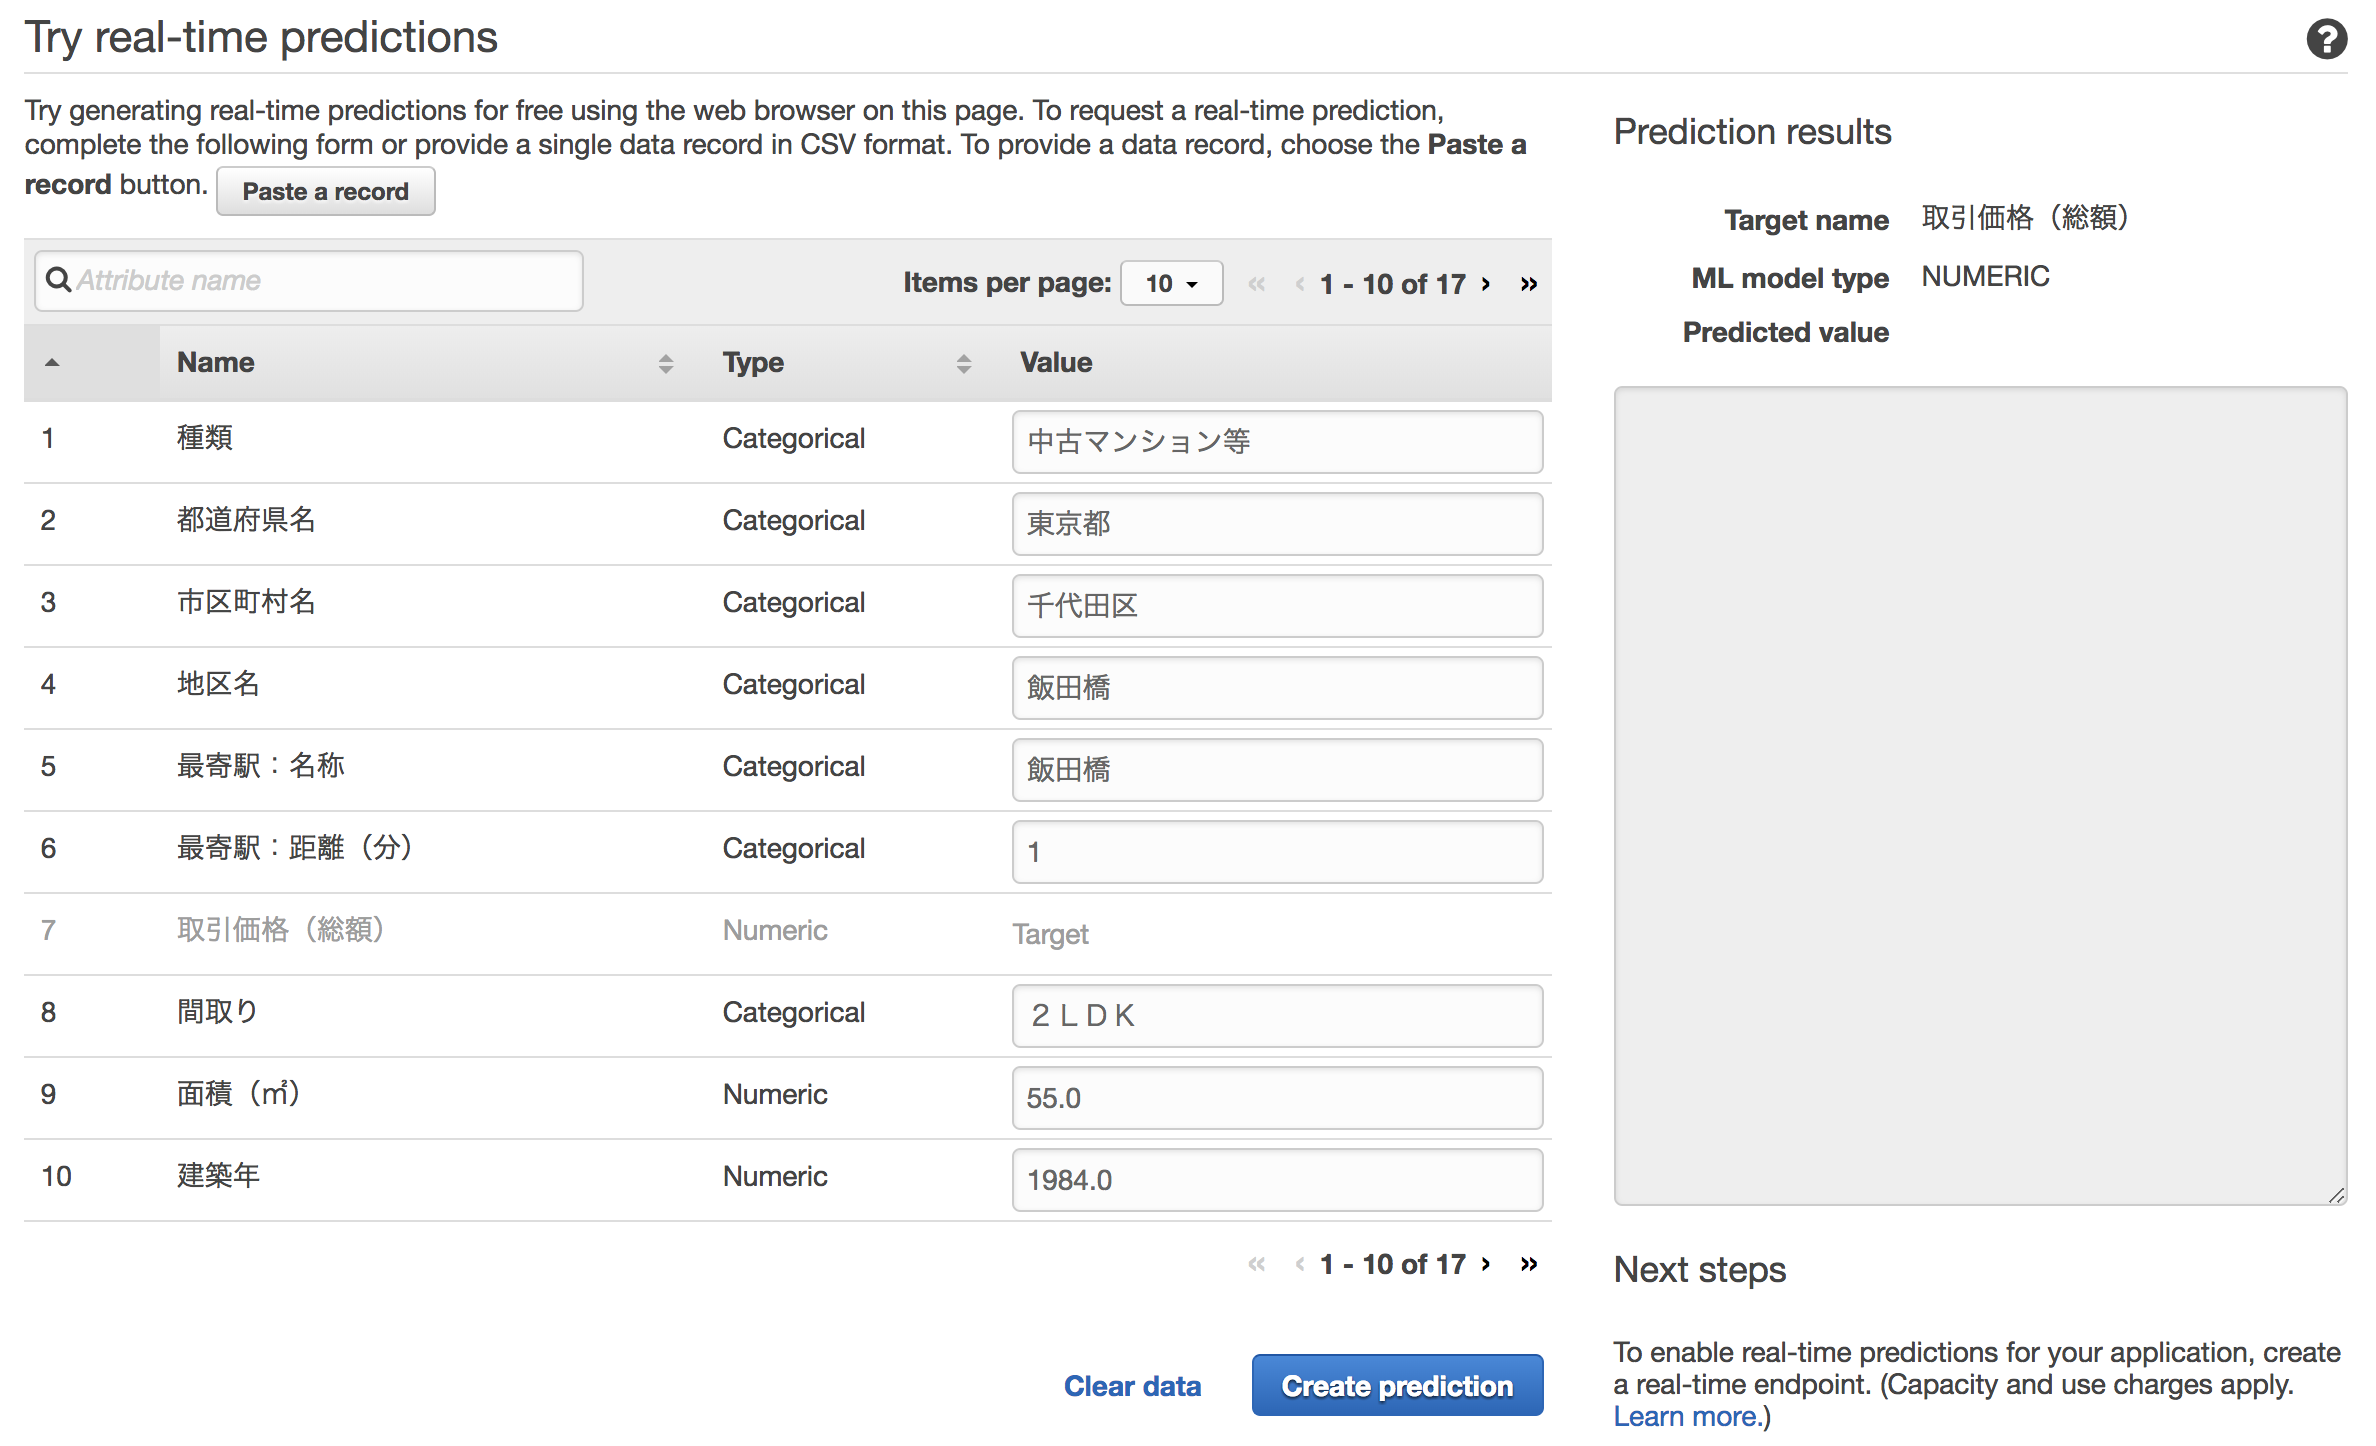 Try real-time predictions
Try generating real-time predictions for free using the web browser on this page. To request a real-time prediction,
complete the following form or provide a single data record in CSV format. To provide a data record, choose the Paste a
record button. Paste a record
Attribute name
Items per page: 10 « ‹ 1 - 10 of 17 › »
Name Type Value
1 種類 Categorical 中古マンション等
2 都道府県名 Categorical 東京都
3 市区町村名 Categorical 千代田区
4 地区名 Categorical 飯田橋
5 最寄駅：名称 Categorical 飯田橋
6 最寄駅：距離（分） Categorical 1
7 取引価格（総額） Numeric Target
8 間取り Categorical ２ＬＤＫ
9 面積（㎡） Numeric 55.0
10 建築年 Numeric 1984.0
« ‹ 1 - 10 of 17 › »
Clear data Create prediction
Prediction results
Target name 取引価格（総額）
ML model type NUMERIC
Predicted value
Next steps
To enable real-time predictions for your application, create
a real-time endpoint. (Capacity and use charges apply.
Learn more.)